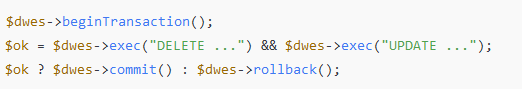 $dwes->beginTransaction();
$ok = $dwes->exec("DELETE ...") && $dwes->exec("UPDATE ...");
$ok ? $dwes->commit() : $dwes->rollback();